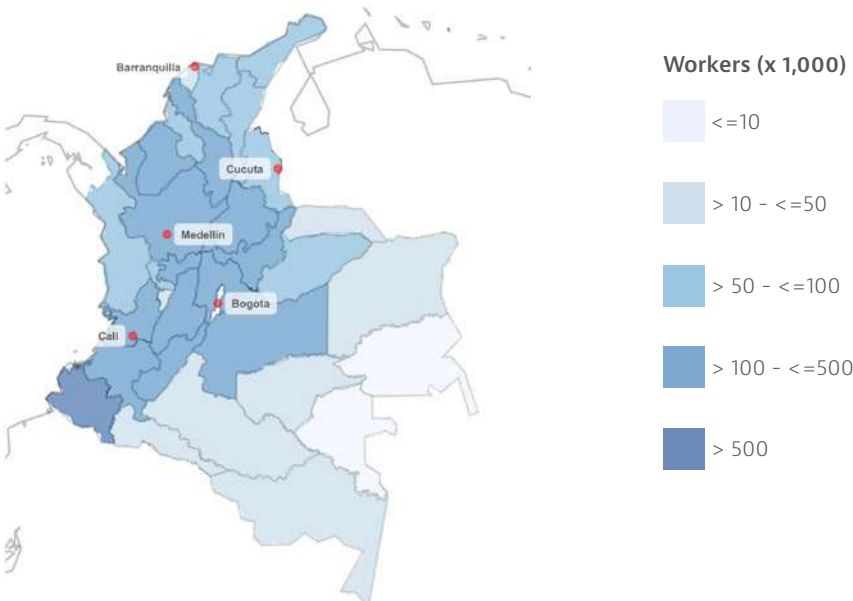 Barranquilla
Cucuta
Medellin
Bogota
Cali
Workers (x 1,000)
<=10
> 10 - <=50
> 50 - <=100
> 100 - <=500
> 500